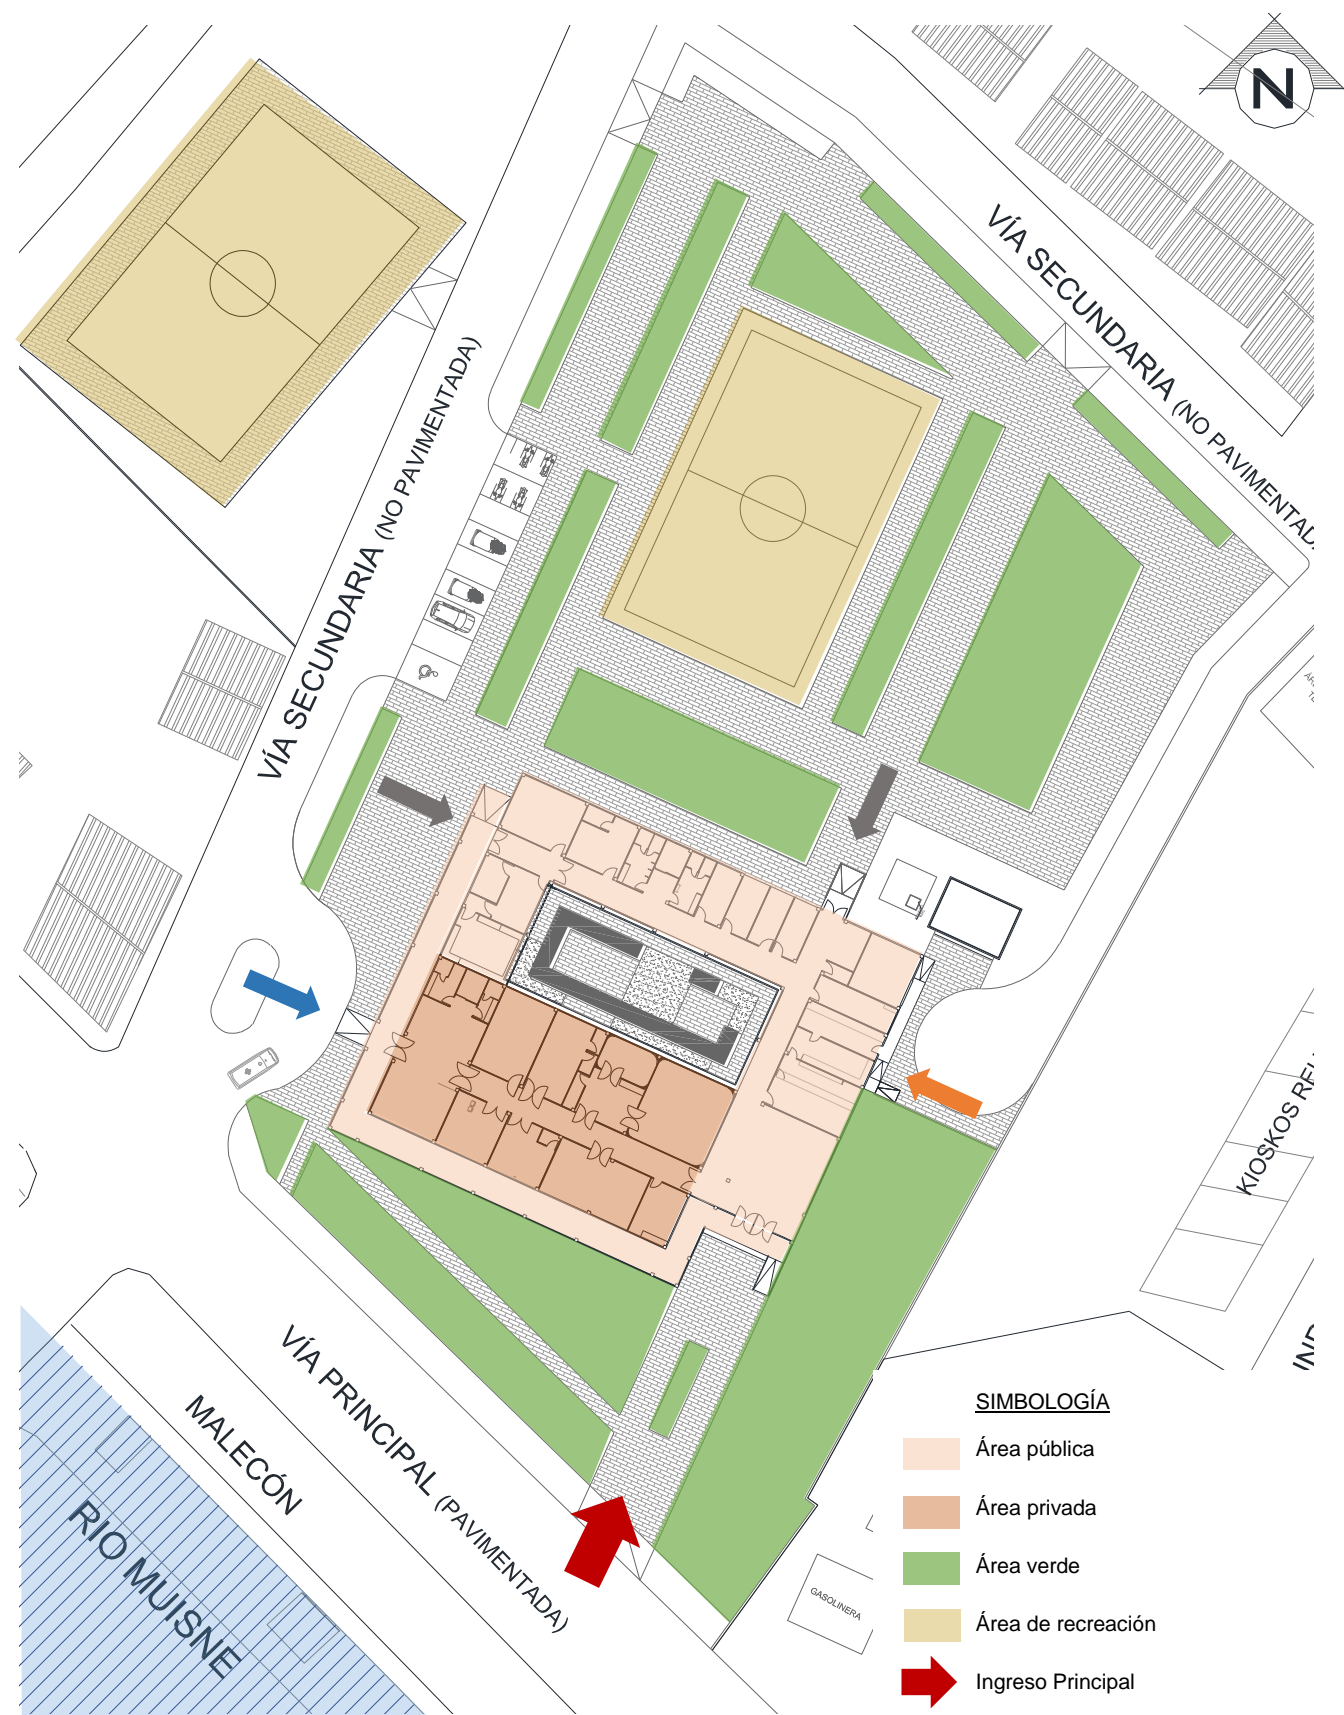 N
VÍA SECUNDARIA (NO PAVIMENTADA)
VÍA SECUNDARIA (NO PAVIMENTADA
VÍA PRINCIPAL (PAVIMENTADA)
MALECÓN
RIO MUISNE
KIOSKOS
GASOLINERA
SIMBOLOGÍA
Área pública
Área privada
Área verde
Área de recreación
Ingreso Principal